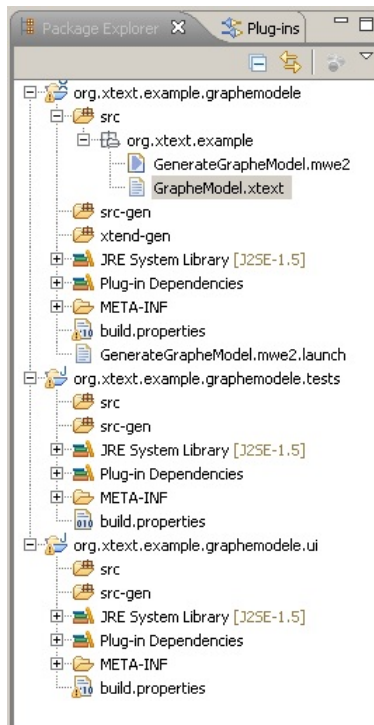 Package Explorer Plug-ins
org.xtext.example.graphemodele
src
org.xtext.example
GenerateGrapheModel.mwe2
GrapheModel.xtext
src-gen
xtend-gen
JRE System Library [J2SE-1.5]
Plug-in Dependencies
META-INF
build.properties
GenerateGrapheModel.mwe2.launch
org.xtext.example.graphemodele.tests
src
src-gen
JRE System Library [J2SE-1.5]
Plug-in Dependencies
META-INF
build.properties
org.xtext.example.graphemodele.ui
src
src-gen
JRE System Library [J2SE-1.5]
Plug-in Dependencies
META-INF
build.properties